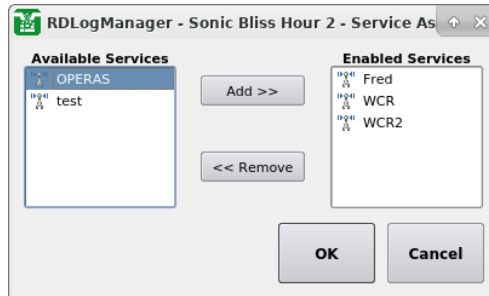 RDLogManager - Sonic Bliss Hour 2 - Service As
Available Services
OPERAS
test
Add >>
<< Remove
Enabled Services
Fred
WCR
WCR2
OK
Cancel